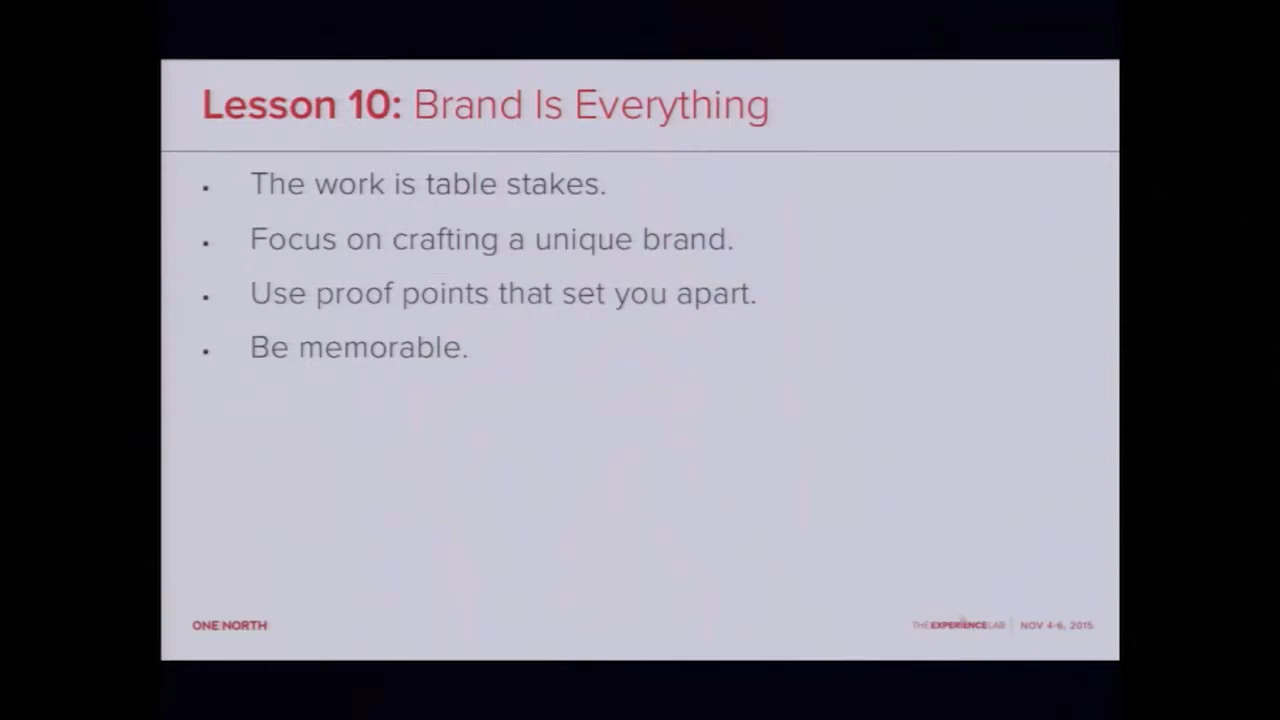 Lesson 10: Brand Is Everything
▪ The work is table stakes.
▪ Focus on crafting a unique brand.
▪ Use proof points that set you apart.
▪ Be memorable.
ONE NORTH
THE EXPERIENCE LAB | NOV 4-6, 2015